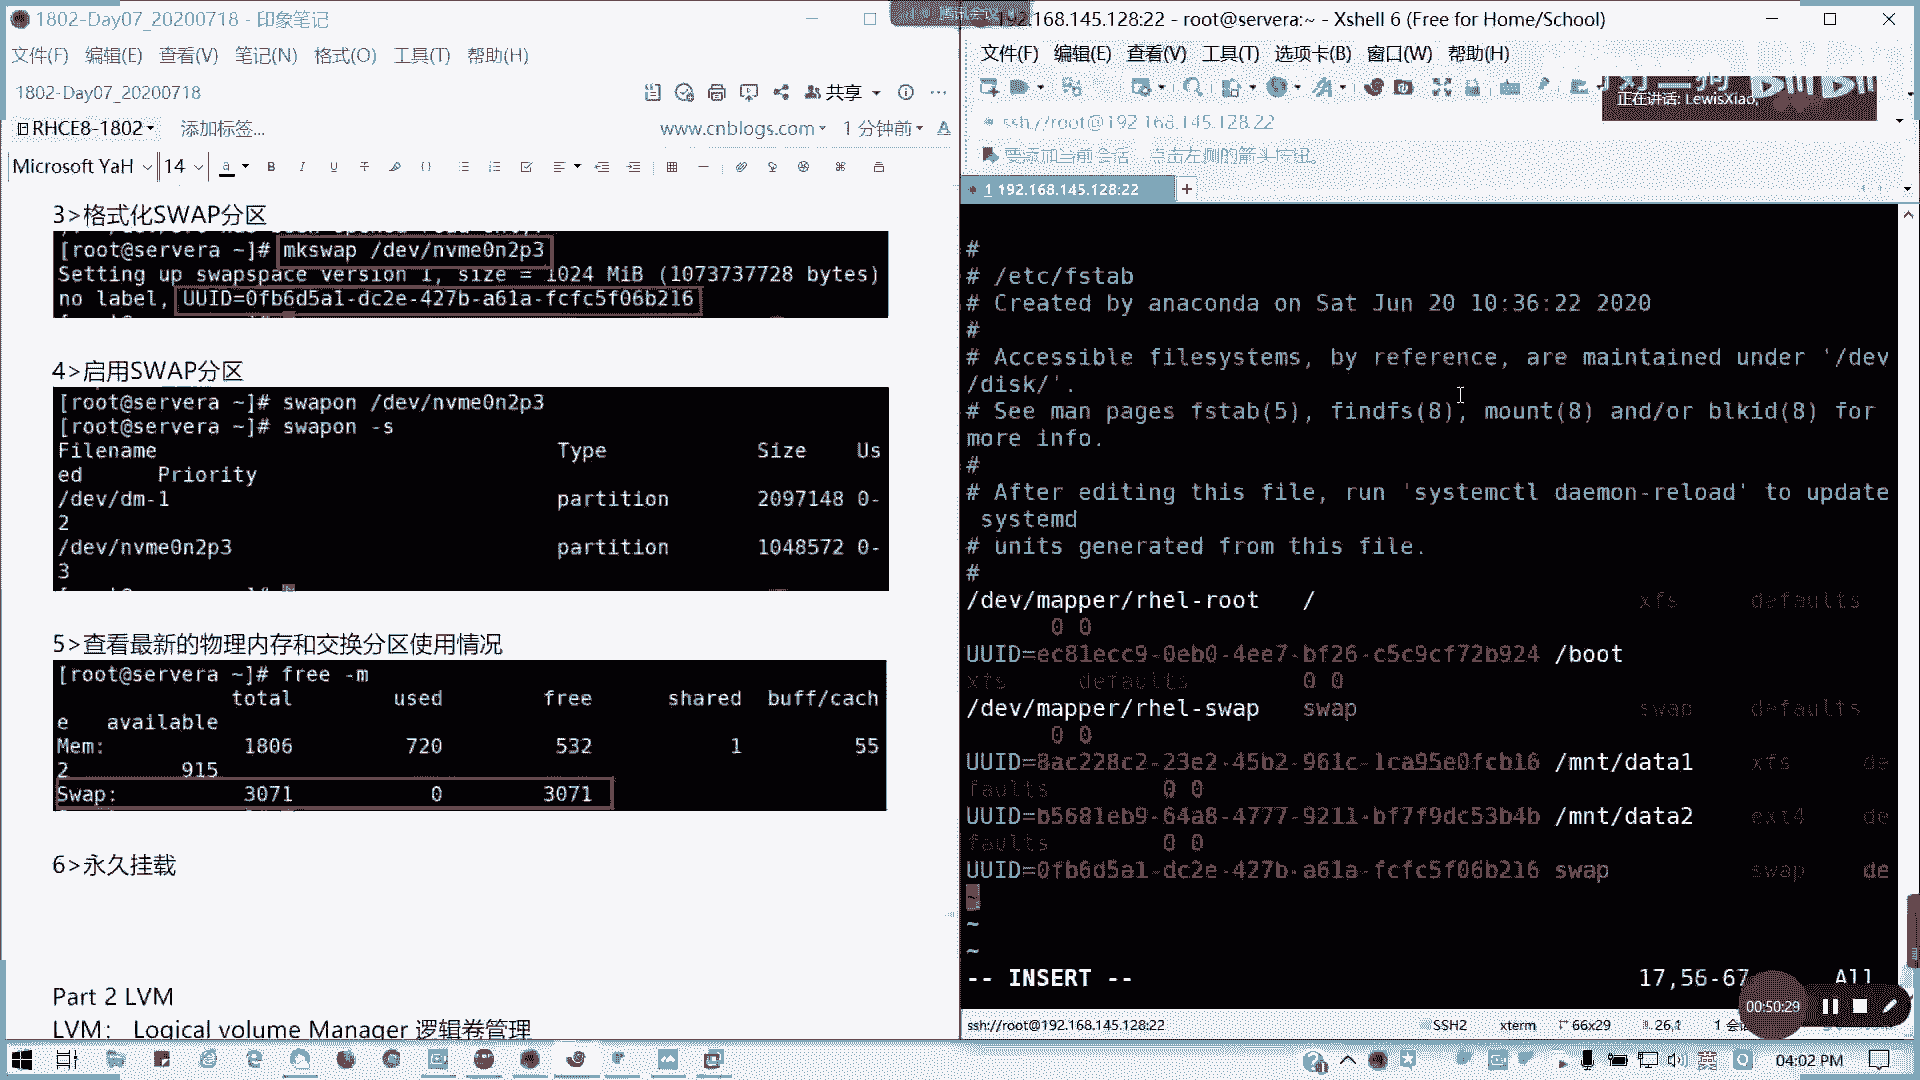 1802-Day07_20200718 - 印象笔记
文件(F) 编辑(E) 查看(V) 笔记(N) 格式(O) 工具(T) 帮助(H)
1802-Day07_20200718
共享
RHCE8-1802
添加标签...
www.cnblogs.com
1 分钟前
Microsoft YaH
14
3>格式化SWAP分区
[root@servera ~]# mkswap /dev/nvme0n2p3
Setting up swapspace version 1, size = 1024 MiB (1073737728 bytes)
no label, UUID=0fb6d5a1-dc2e-427b-a61a-fcfc5f06b216
4>启用SWAP分区
[root@servera ~]# swapon /dev/nvme0n2p3
[root@servera ~]# swapon -s
Filename Type Size Us
ed Priority
/dev/dm-1 partition 2097148 0-
2
/dev/nvme0n2p3 partition 1048572 0-
3
5>查看最新的物理内存和交换分区使用情况
[root@servera ~]# free -m
total used free shared buff/cach
e available
Mem: 1806 720 532 1 55
2 915
Swap: 3071 0 3071
6>永久挂载
Part 2 LVM
LVM: Logical volume Manager 逻辑卷管理
192.168.145.128:22 - root@servera:~ - Xshell 6 (Free for Home/School)
文件(F) 编辑(E) 查看(V) 工具(T) 选项卡(B) 窗口(W) 帮助(H)
正在讲话: LewisXiao,
ssh://root@192.168.145.128:22
要添加当前会话，点击左侧的箭头按钮。
1 192.168.145.128:22
#
# /etc/fstab
# Created by anaconda on Sat Jun 20 10:36:22 2020
#
# Accessible filesystems, by reference, are maintained under '/dev
/disk/'.
# See man pages fstab(5), findfs(8), mount(8) and/or blkid(8) for
more info.
#
# After editing this file, run 'systemctl daemon-reload' to update
systemd
# units generated from this file.
#
/dev/mapper/rhel-root / xfs defaults
0 0
UUID=ec81ecc9-0eb0-4ee7-bf26-c5c9cf72b924 /boot
xfs defaults 0 0
/dev/mapper/rhel-swap swap swap defaults
0 0
UUID=8ac228c2-23e2-45b2-961c-1ca95e0fcb16 /mnt/data1 xfs de
faults 0 0
UUID=b5681eb9-64a8-4777-9211-bf7f9dc53b4b /mnt/data2 ext4 de
faults 0 0
UUID=0fb6d5a1-dc2e-427b-a61a-fcfc5f06b216 swap swap de
~
~
~
-- INSERT -- 17,56-67 All
00:50:29
ssh://root@192.168.145.128:22 SSH2 xterm 66x29 26,1
04:02 PM